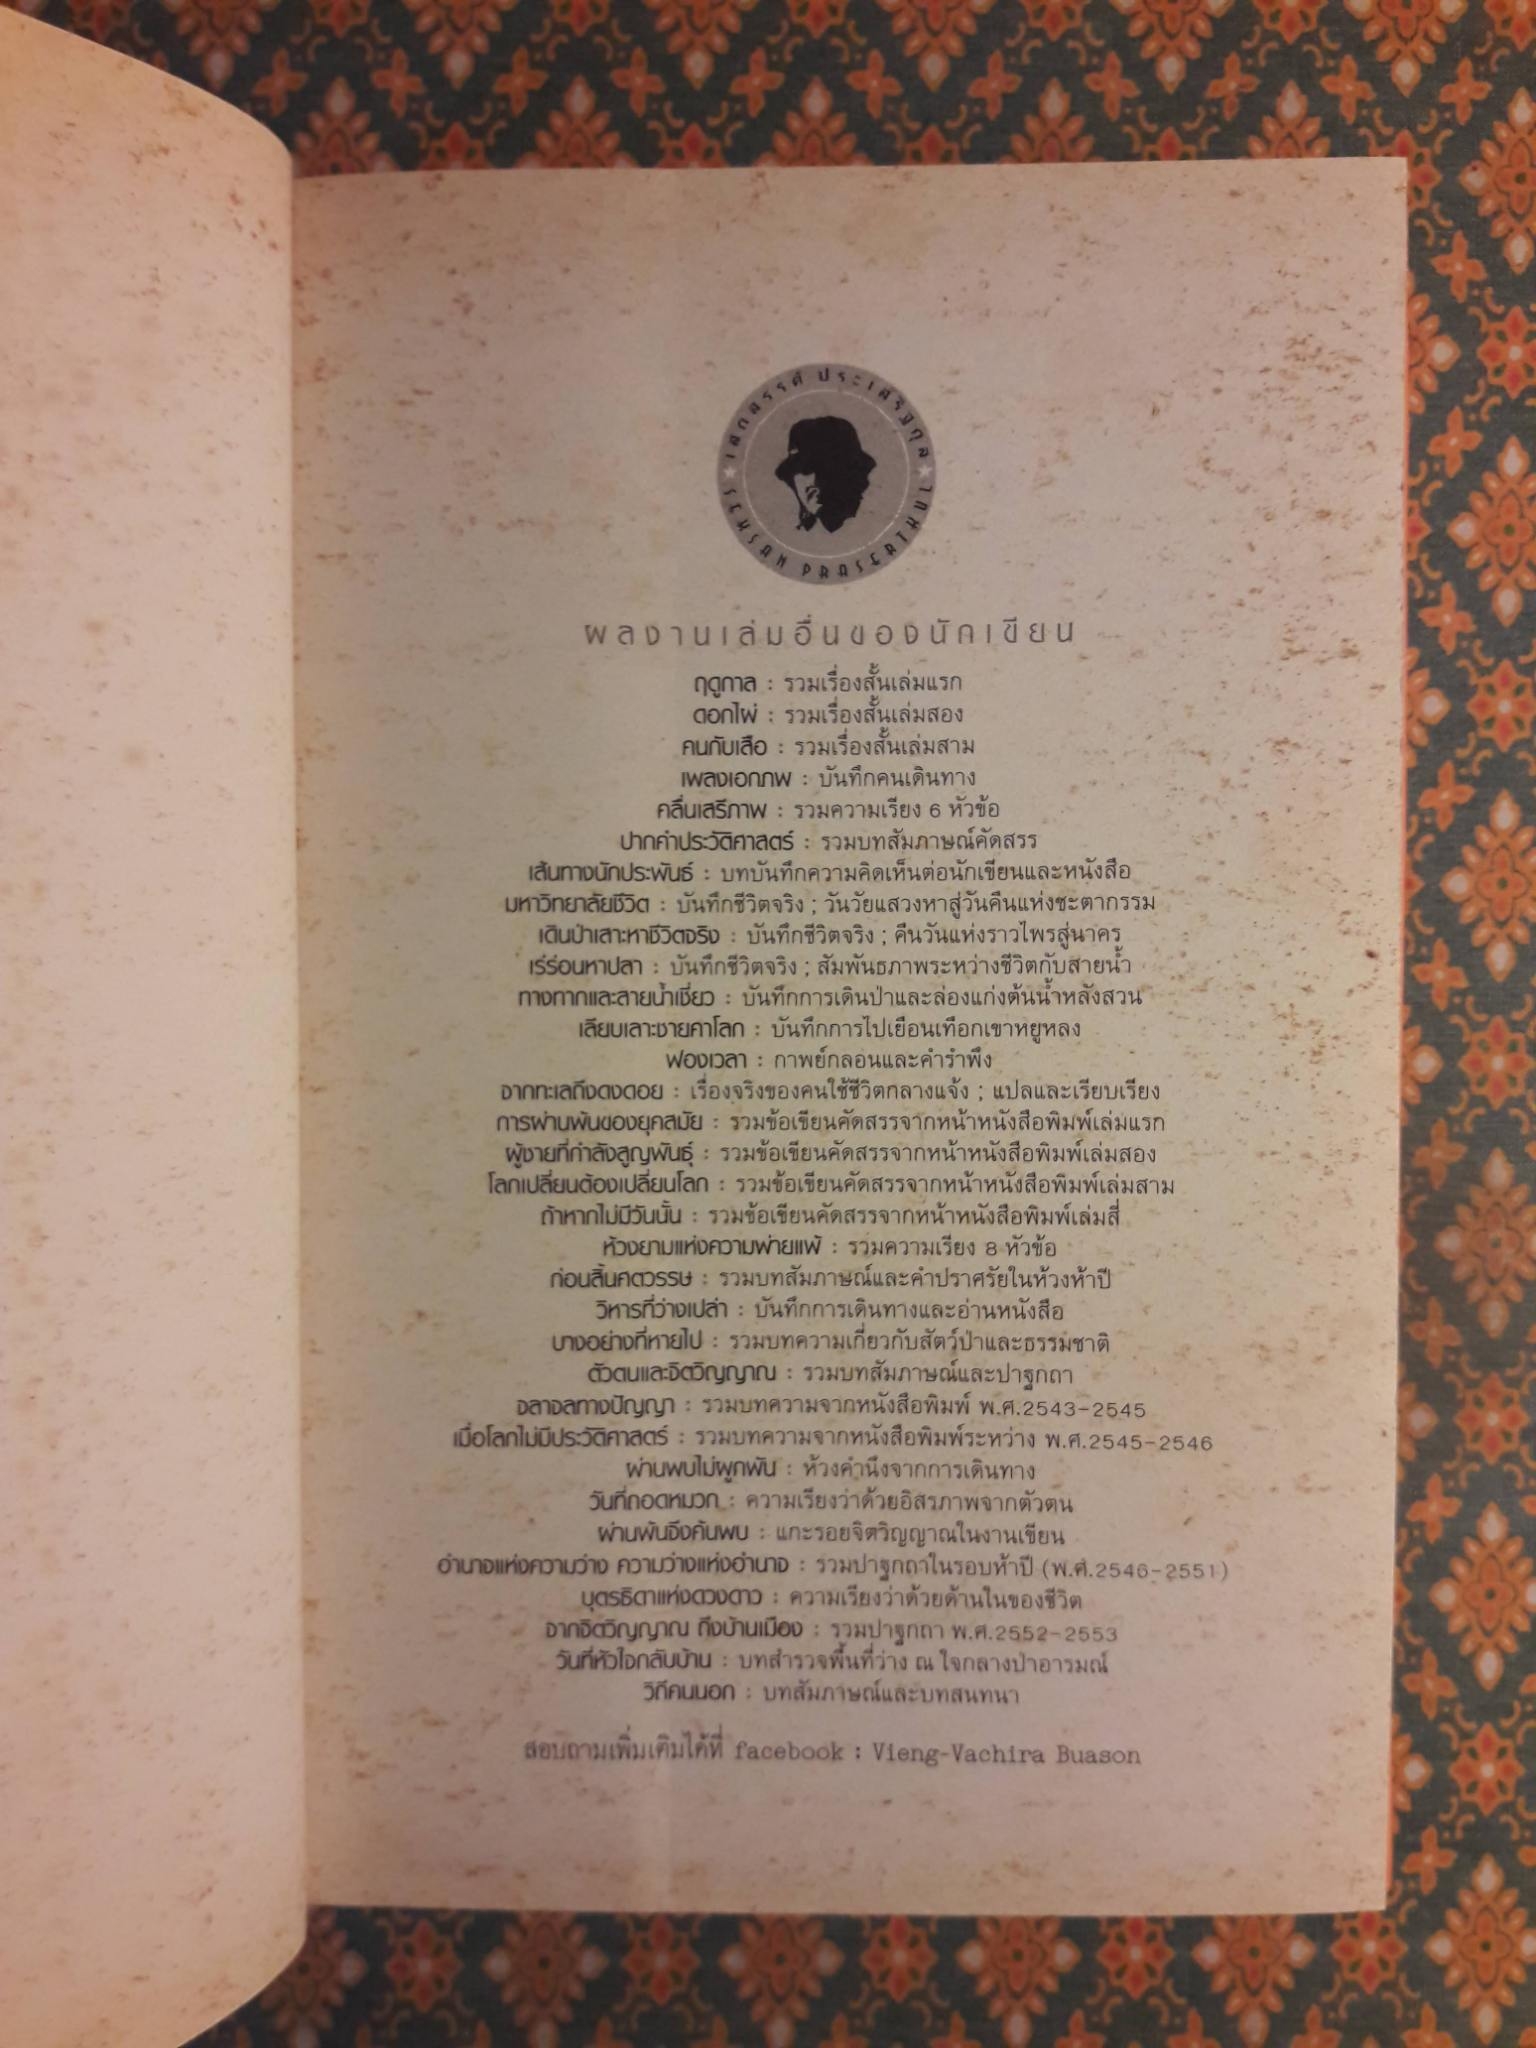 เสกสรรค์ ประเสริฐกุล
SEKSAN PRASERTKUL
ผลงานเล่มอื่นของนักเขียน
ฤดูกาล : รวมเรื่องสั้นเล่มแรก
ดอกไผ่ : รวมเรื่องสั้นเล่มสอง
คนกับเสือ : รวมเรื่องสั้นเล่มสาม
เพลงเอกภพ : บันทึกคนเดินทาง
คลื่นเสรีภาพ : รวมความเรียง 6 หัวข้อ
ปากคำประวัติศาสตร์ : รวมบทสัมภาษณ์คัดสรร
เส้นทางนักประพันธ์ : บทบันทึกความคิดเห็นต่อนักเขียนและหนังสือ
มหาวิทยาลัยชีวิต : บันทึกชีวิตจริง ; วันวัยแสวงหาสู่วันคืนแห่งชะตากรรม
เดินป่าเสาะหาชีวิตจริง : บันทึกชีวิตจริง ; คืนวันแห่งราวไพรสู่นาคร
เร่ร่อนหาปลา : บันทึกชีวิตจริง ; สัมพันธภาพระหว่างชีวิตกับสายน้ำ
ทางทากและสายน้ำเชี่ยว : บันทึกการเดินป่าและล่องแก่งต้นน้ำหลังสวน
เลียบเลาะชายคาโลก : บันทึกการไปเยือนเทือกเขาหยูหลง
ฟองเวลา : กาพย์กลอนและคำรำพึง
จากทะเลถึงดงดอย : เรื่องจริงของคนใช้ชีวิตกลางแจ้ง ; แปลและเรียบเรียง
การผ่านพ้นของยุคสมัย : รวมข้อเขียนคัดสรรจากหน้าหนังสือพิมพ์เล่มแรก
ผู้ชายที่กำลังสูญพันธุ์ : รวมข้อเขียนคัดสรรจากหน้าหนังสือพิมพ์เล่มสอง
โลกเปลี่ยนต้องเปลี่ยนโลก : รวมข้อเขียนคัดสรรจากหน้าหนังสือพิมพ์เล่มสาม
ถ้าหากไม่มีวันนั้น : รวมข้อเขียนคัดสรรจากหน้าหนังสือพิมพ์เล่มสี่
ห้วงยามแห่งความพ่ายแพ้ : รวมความเรียง 8 หัวข้อ
ก่อนสิ้นศตวรรษ : รวมบทสัมภาษณ์และคำปราศรัยในห้วงห้าปี
วิหารที่ว่างเปล่า : บันทึกการเดินทางและอ่านหนังสือ
บางอย่างที่หายไป : รวมบทความเกี่ยวกับสัตว์ป่าและธรรมชาติ
ตัวตนและจิตวิญญาณ : รวมบทสัมภาษณ์และปาฐกถา
จลาจลทางปัญญา : รวมบทความจากหนังสือพิมพ์ พ.ศ.2543-2545
เมื่อโลกไม่มีประวัติศาสตร์ : รวมบทความจากหนังสือพิมพ์ระหว่าง พ.ศ.2545-2546
ผ่านพบไม่ผูกพัน : ห้วงคำนึงจากการเดินทาง
วันที่ถอดหมวก : ความเรียงว่าด้วยอิสรภาพจากตัวตน
ผ่านพ้นจึงค้นพบ : แกะรอยจิตวิญญาณในงานเขียน
อำนาจแห่งความว่าง ความว่างแห่งอำนาจ : รวมปาฐกถาในรอบห้าปี (พ.ศ.2546-2551)
บุตรธิดาแห่งดวงดาว : ความเรียงว่าด้วยด้านในของชีวิต
จากจิตวิญญาณ ถึงบ้านเมือง : รวมปาฐกถา พ.ศ.2552-2553
วันที่หัวใจกลับบ้าน : บทสำรวจพื้นที่ว่าง ณ ใจกลางป่าอารมณ์
วิถีคนนอก : บทสัมภาษณ์และบทสนทนา
สอบถามเพิ่มเติมได้ที่ facebook : Vieng-Vachira Buason